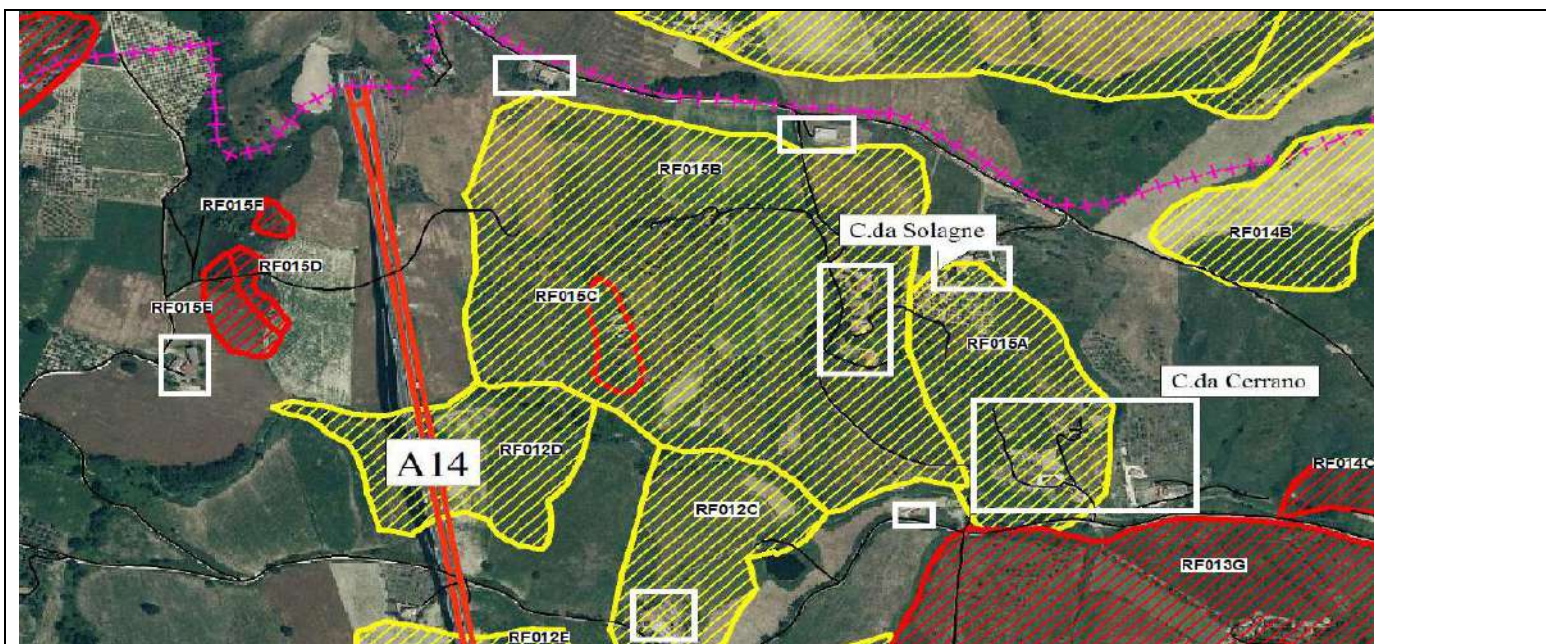 RF015B
RF015F
C.da Solagne
RF014B
RF015D
RF015C
RF015E
RF015A
C.da Cerrano
A14
RF012D
RF014C
RF012C
RF013G
RF012E